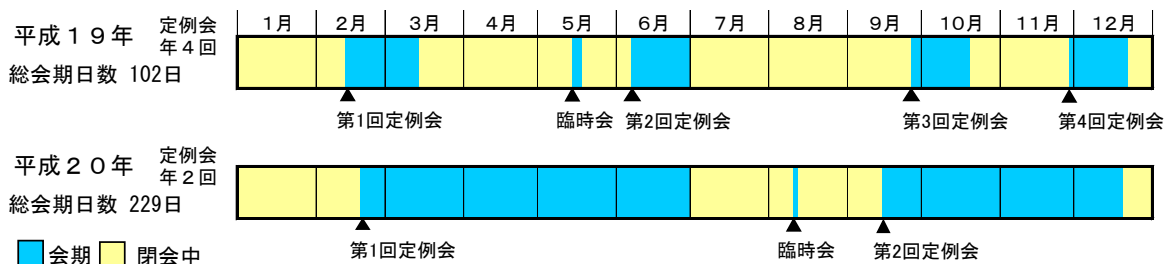 1月 2月 3月 4月 5月 6月 7月 8月 9月 10月 11月 12月
平成19年 定例会
年4回
総会期日数 102日
第1回定例会 臨時会 第2回定例会 第3回定例会 第4回定例会
平成20年 定例会
年2回
総会期日数 229日
第1回定例会 臨時会 第2回定例会
会期 閉会中